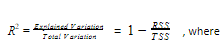 R² = Explained Variation / Total Variation = 1 − RSS / TSS , where